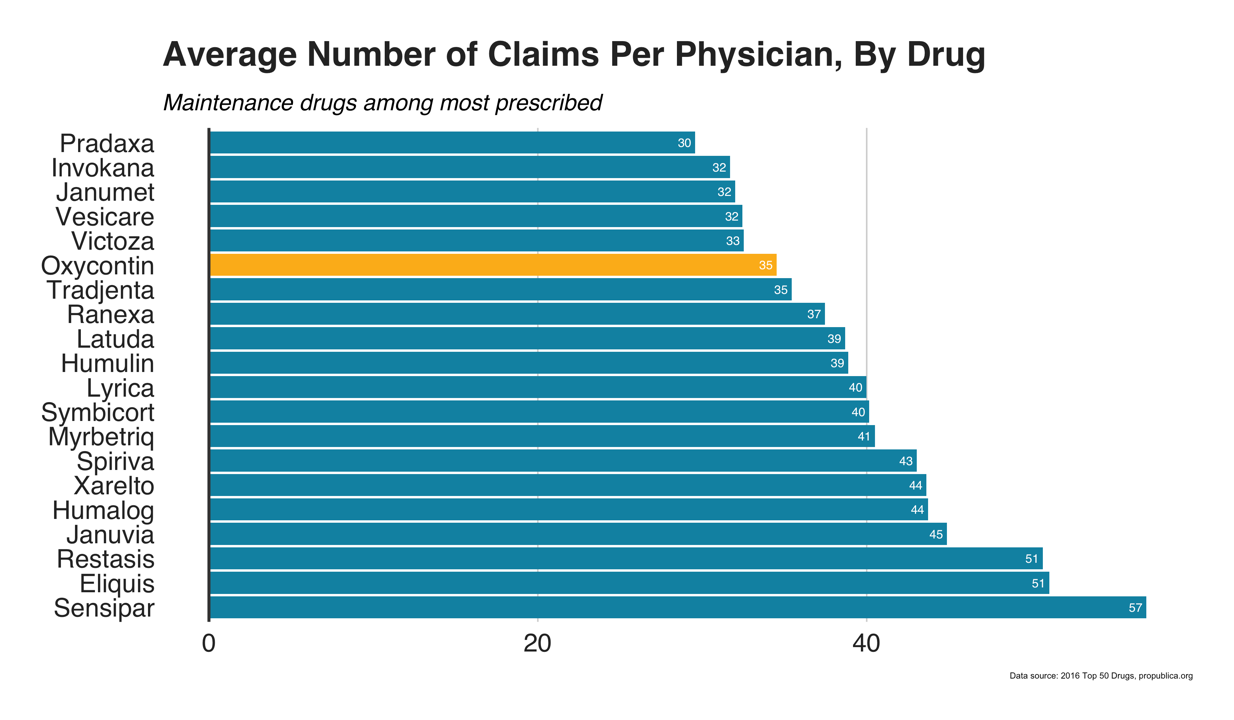 Average Number of Claims Per Physician, By Drug
Maintenance drugs among most prescribed
Pradaxa 30
Invokana 32
Janumet 32
Vesicare 32
Victoza 33
Oxycontin 35
Tradjenta 35
Ranexa 37
Latuda 39
Humulin 39
Lyrica 40
Symbicort 40
Myrbetriq 41
Spiriva 43
Xarelto 44
Humalog 44
Januvia 45
Restasis 51
Eliquis 51
Sensipar 57
0 20 40
Data source: 2016 Top 50 Drugs, propublica.org